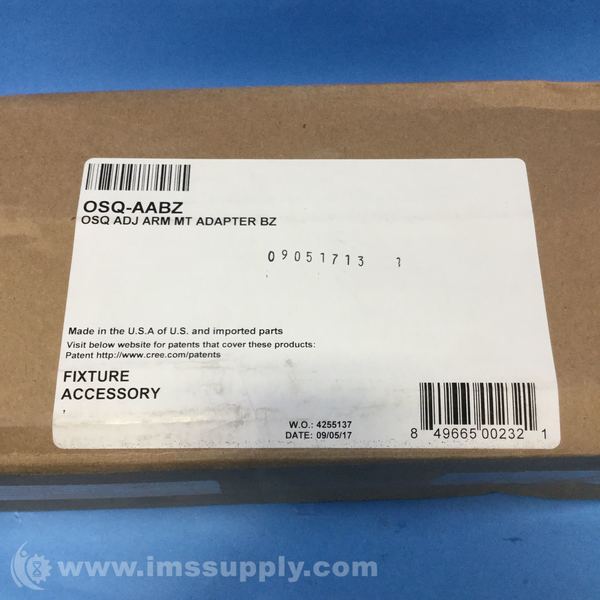 OSQ-AABZ
OSQ ADJ ARM MT ADAPTER BZ
09051713 1
Made in the U.S.A of U.S. and imported parts
Visit below website for patents that cover these products:
Patent http://www.cree.com/patents
FIXTURE
ACCESSORY
,
W.O.: 4255137
DATE: 09/05/17
8 49665 00232 1
www.imssupply.com